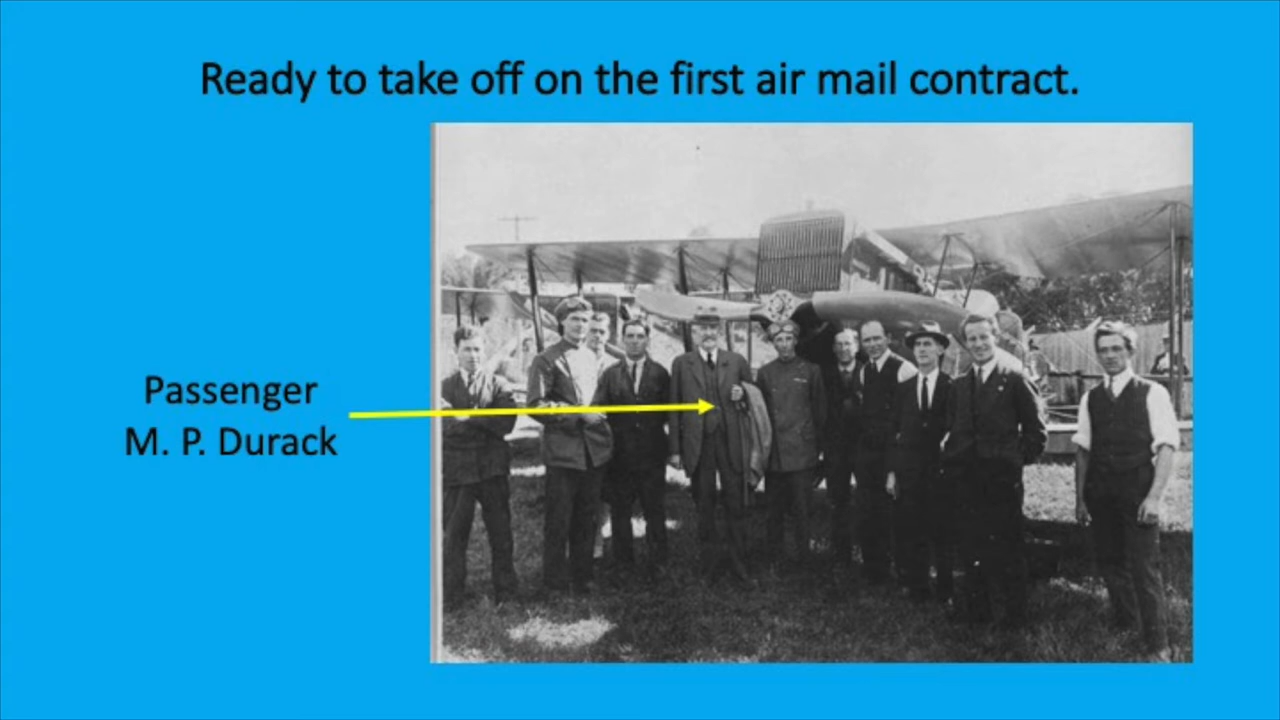 Ready to take off on the first air mail contract.
Passenger
M. P. Durack